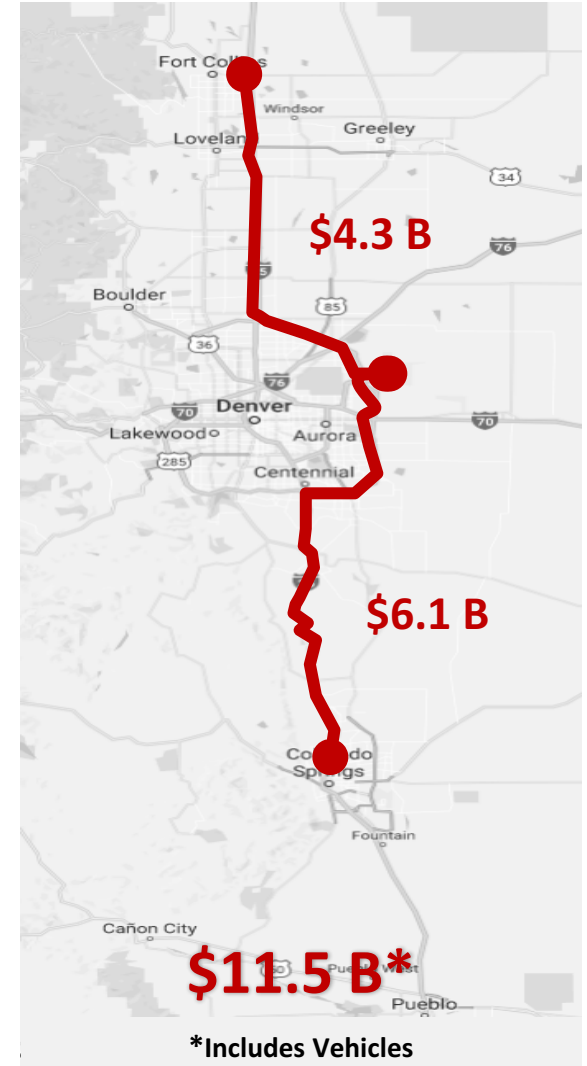 Fort Collins
Windsor
Greeley
Loveland
34
$4.3 B
76
25
Boulder
85
36
76
70
Denver
70
Lakewood
Aurora
285
Centennial
$6.1 B
Colorado
Springs
Fountain
Cañon City
$11.5 B*
50
Pueblo West
Pueblo
*Includes Vehicles